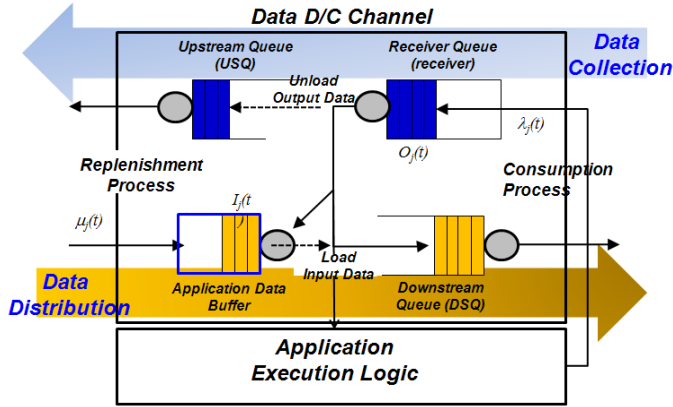 Data D/C Channel
Upstream Queue
(USQ)
Receiver Queue
(receiver)
Data
Collection
Unload
Output Data
λj(t)
Oj(t)
Replenishment
Process
Consumption
Process
Ij(t
)
μj(t)
Load
Input Data
Data
Distribution
Application Data
Buffer
Downstream
Queue (DSQ)
Application
Execution Logic